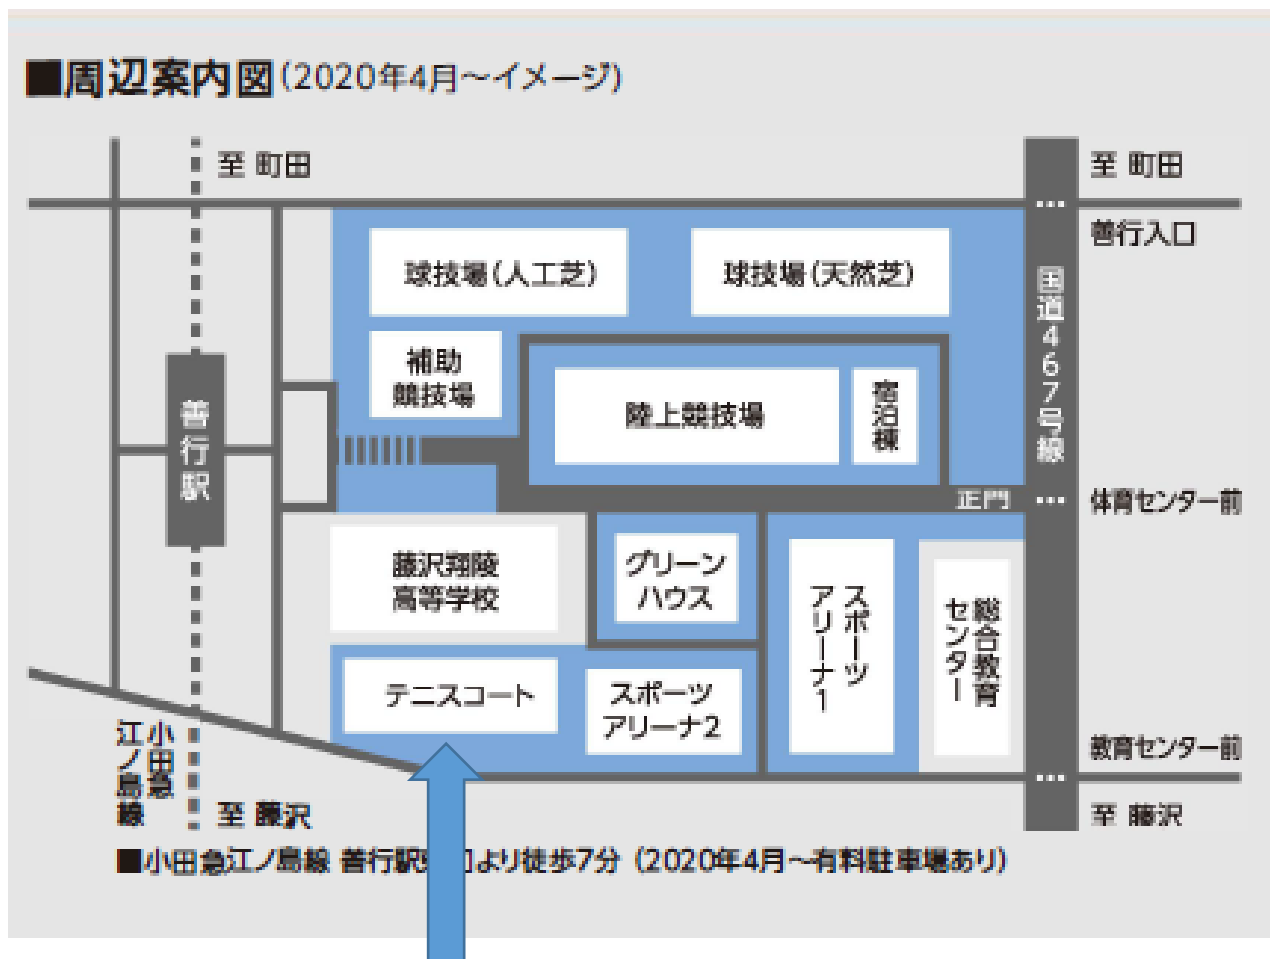 ■周辺案内図(2020年4月～イメージ)
至 町田
至 町田
善行入口
球技場(人工芝)
球技場(天然芝)
国道467号線
補助
競技場
陸上競技場
宿泊棟
善行駅
正門
体育センター前
藤沢翔陵
高等学校
グリーン
ハウス
スポーツ
アリーナ1
総合教育
センター
テニスコート
スポーツ
アリーナ2
小田急
江ノ島線
教育センター前
至 藤沢
至 藤沢
■小田急江ノ島線 善行駅 より徒歩7分 (2020年4月～有料駐車場あり)